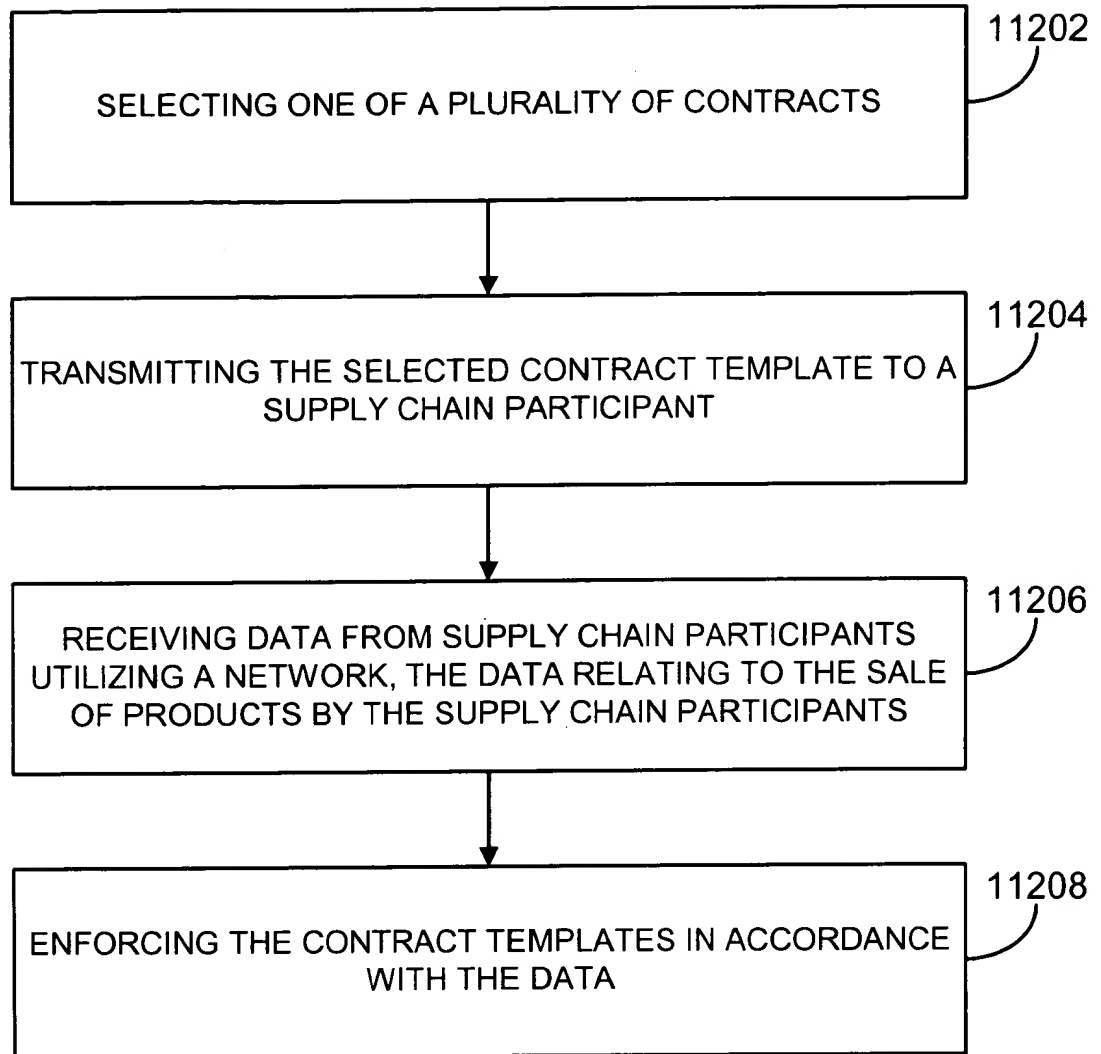 11202
SELECTING ONE OF A PLURALITY OF CONTRACTS
11204
TRANSMITTING THE SELECTED CONTRACT TEMPLATE TO A
SUPPLY CHAIN PARTICIPANT
11206
RECEIVING DATA FROM SUPPLY CHAIN PARTICIPANTS
UTILIZING A NETWORK, THE DATA RELATING TO THE SALE
OF PRODUCTS BY THE SUPPLY CHAIN PARTICIPANTS
11208
ENFORCING THE CONTRACT TEMPLATES IN ACCORDANCE
WITH THE DATA